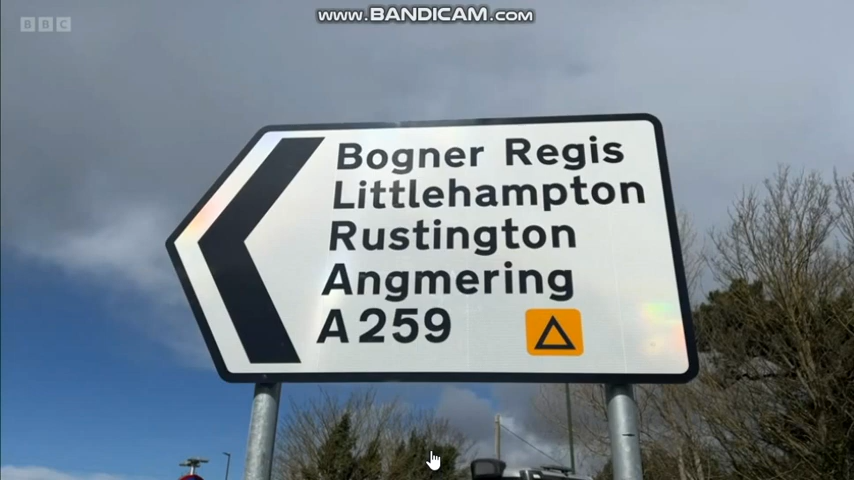 BBC
www.BANDICAM.com
Bogner Regis
Littlehampton
Rustington
Angmering
A259